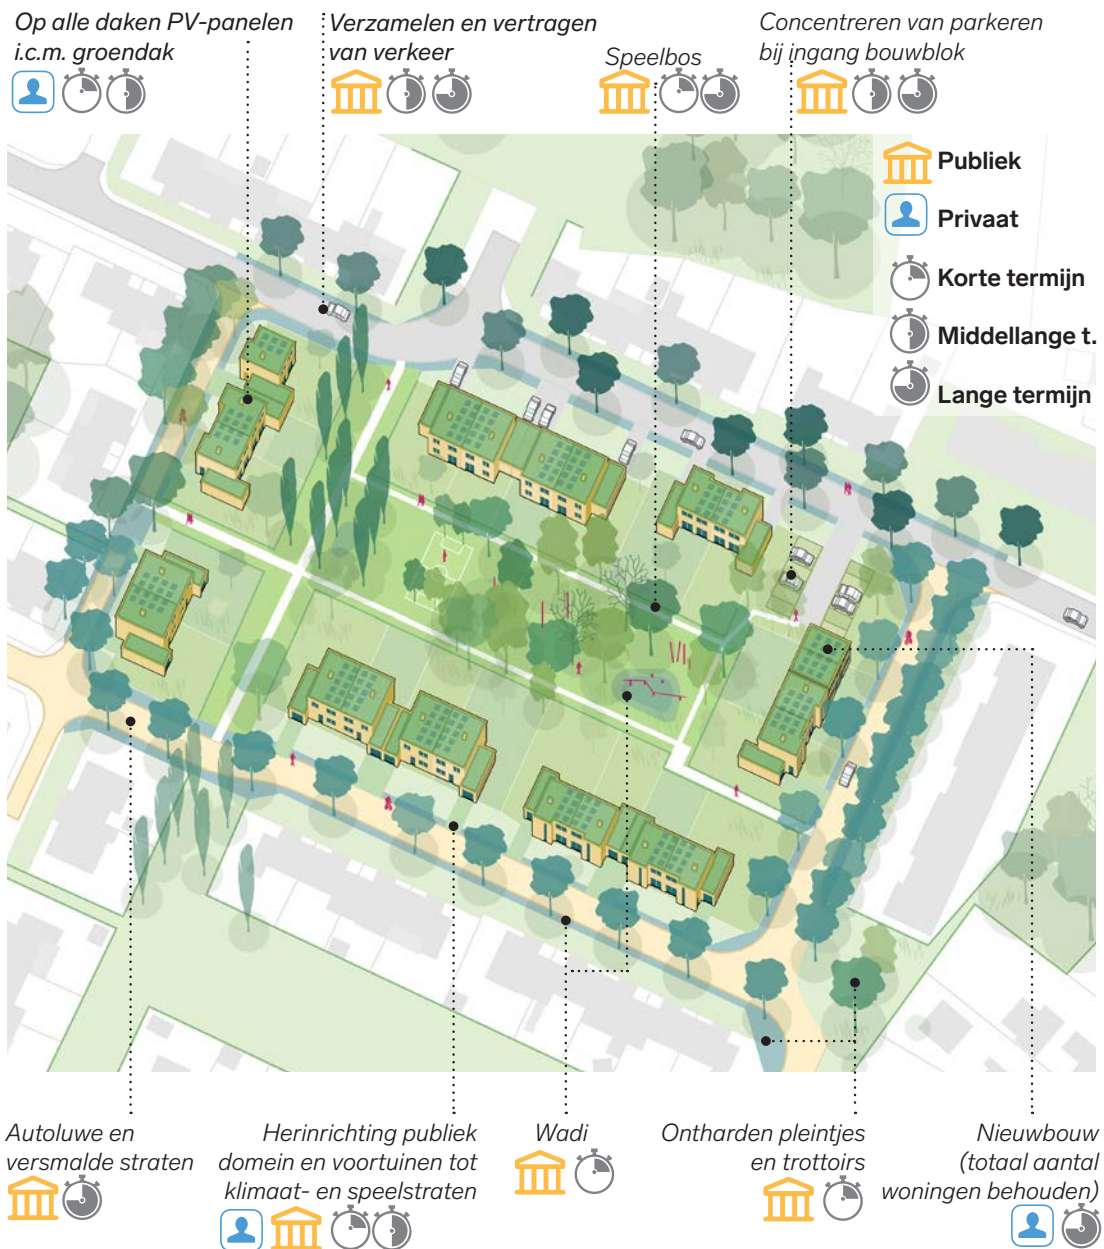 Op alle daken PV-panelen
i.c.m. groendak
Verzamelen en vertragen
van verkeer
Speelbos
Concentreren van parkeren
bij ingang bouwblok
Publiek
Privaat
Korte termijn
Middellange t.
Lange termijn
Autoluwe en
versmalde straten
Herinrichting publiek
domein en voortuinen tot
klimaat- en speelstraten
Wadi
Ontharden pleintjes
en trottoirs
Nieuwbouw
(totaal aantal
woningen behouden)